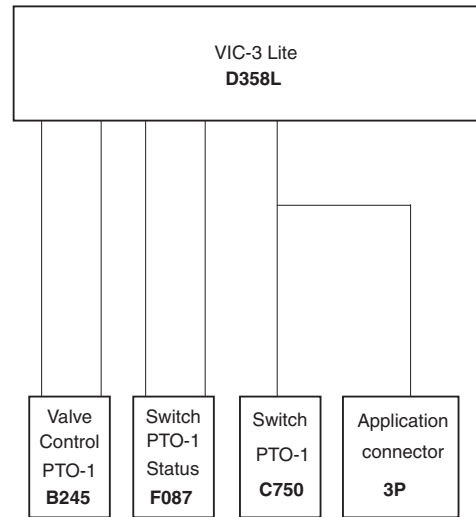 VIC-3 Lite
D358L
Valve
Control
PTO-1
B245
Switch
PTO-1
Status
F087
Switch
PTO-1
C750
Application
connector
3P